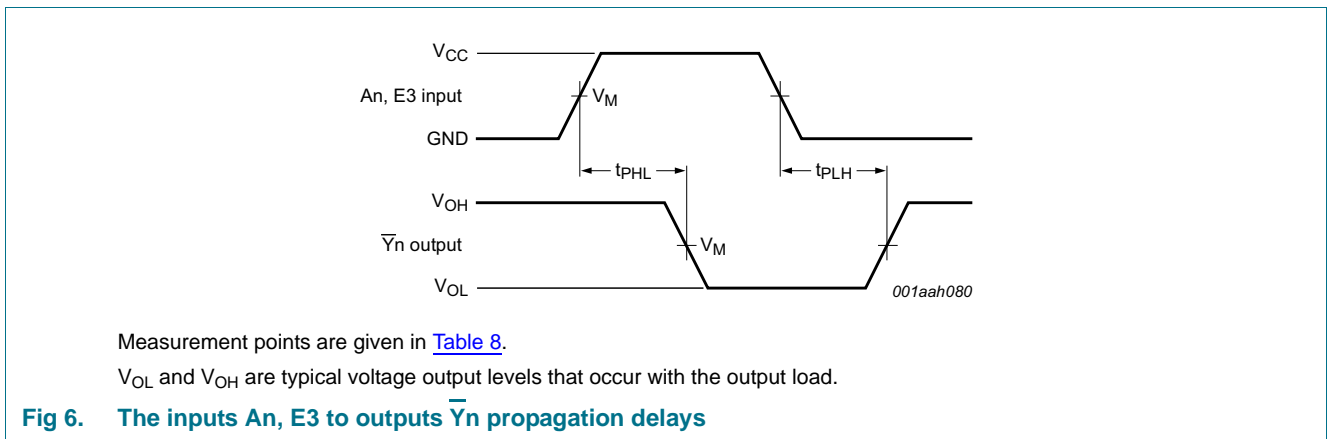 VCC
An, E3 input
VM
GND
tPHL
tPLH
VOH
Y̅n output
VM
VOL
001aah080
Measurement points are given in Table 8.
VOL and VOH are typical voltage output levels that occur with the output load.
Fig 6. The inputs An, E3 to outputs Y̅n propagation delays